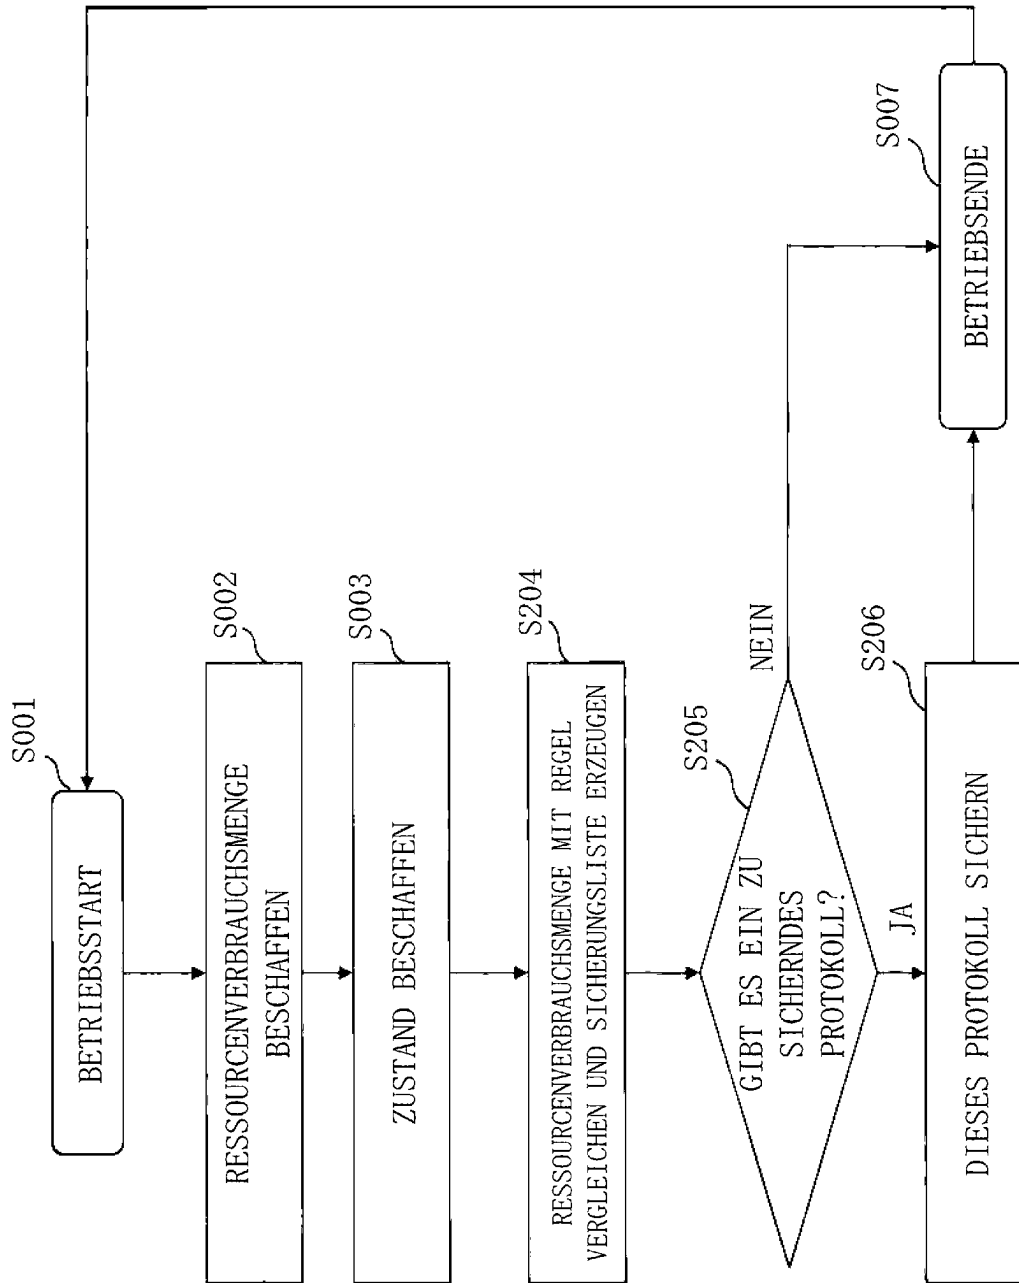 S001
BETRIEBSSTART
S002
RESSOURCENVERBRAUCHSMENGE
BESCHAFFEN
S003
ZUSTAND BESCHAFFEN
S204
RESSOURCENVERBRAUCHSMENGE MIT REGEL
VERGLEICHEN UND SICHERUNGSLISTE ERZEUGEN
S205
GIBT ES EIN ZU
SICHERNDES
PROTOKOLL?
NEIN
JA
S206
DIESES PROTOKOLL SICHERN
S007
BETRIEBSENDE